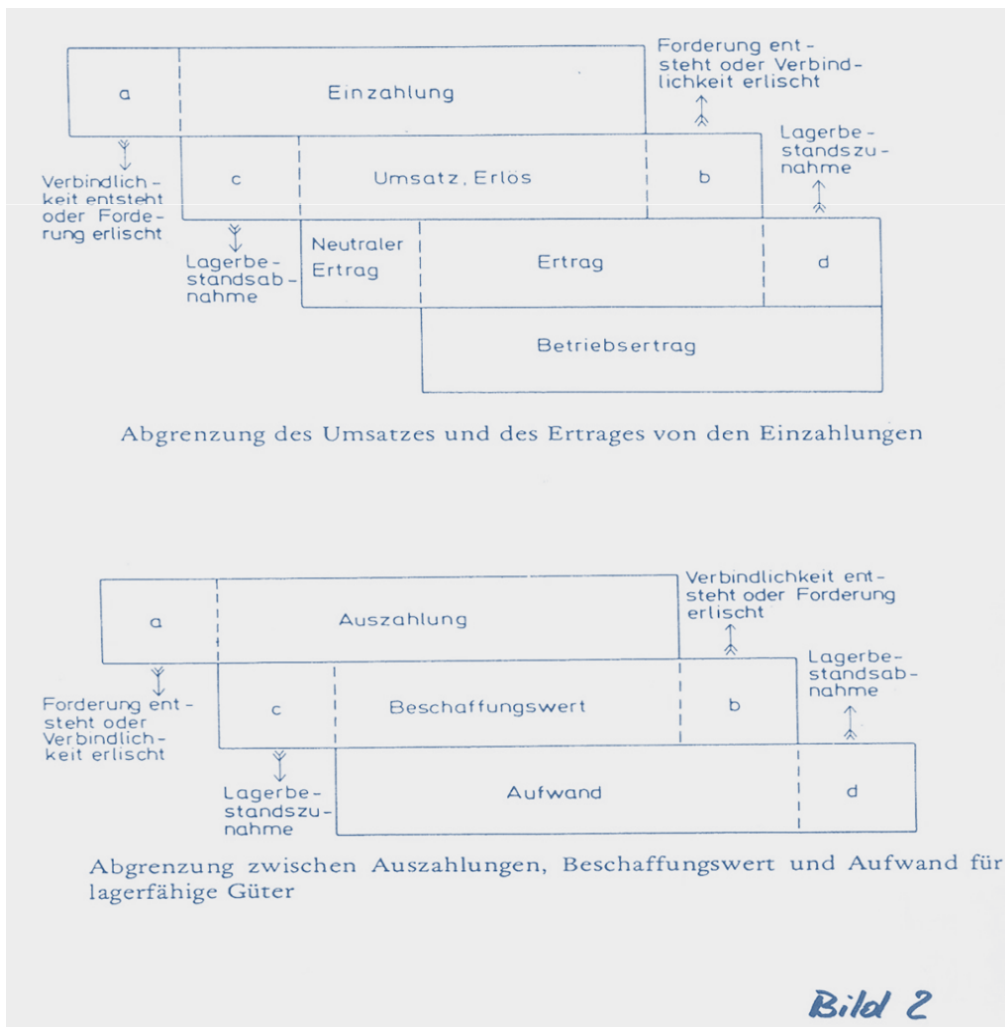 a
Einzahlung
Forderung ent-
steht oder Verbind-
lichkeit erlischt
Verbindlich-
keit entsteht
oder Forde-
rung erlischt
c
Umsatz, Erlös
b
Lagerbe-
standszu-
nahme
Lagerbe-
standsab-
nahme
Neutraler
Ertrag
Ertrag
d
Betriebsertrag
Abgrenzung des Umsatzes und des Ertrages von den Einzahlungen
a
Auszahlung
Verbindlichkeit ent-
steht oder Forderung
erlischt
Forderung ent-
steht oder
Verbindlich-
keit erlischt
c
Beschaffungswert
b
Lagerbe-
standsab-
nahme
Lagerbe-
standszu-
nahme
Aufwand
d
Abgrenzung zwischen Auszahlungen, Beschaffungswert und Aufwand für
lagerfähige Güter
Bild 2